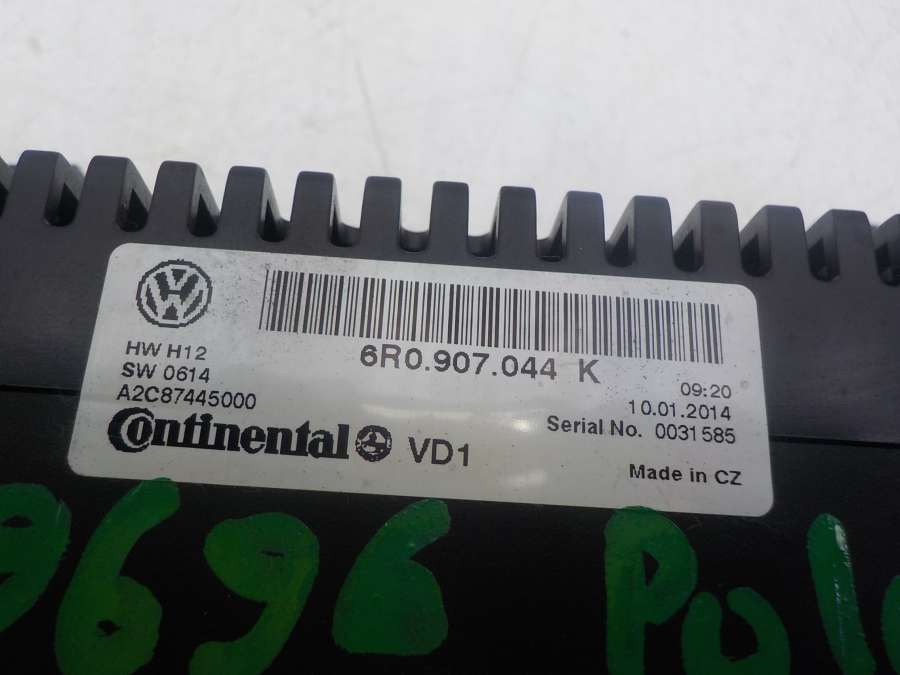 6R0.907.044 K
HW H12
SW 0614
A2C87445000
09:20
10.01.2014
Serial No. 0031585
Continental VD1
Made in CZ
9696 Polo